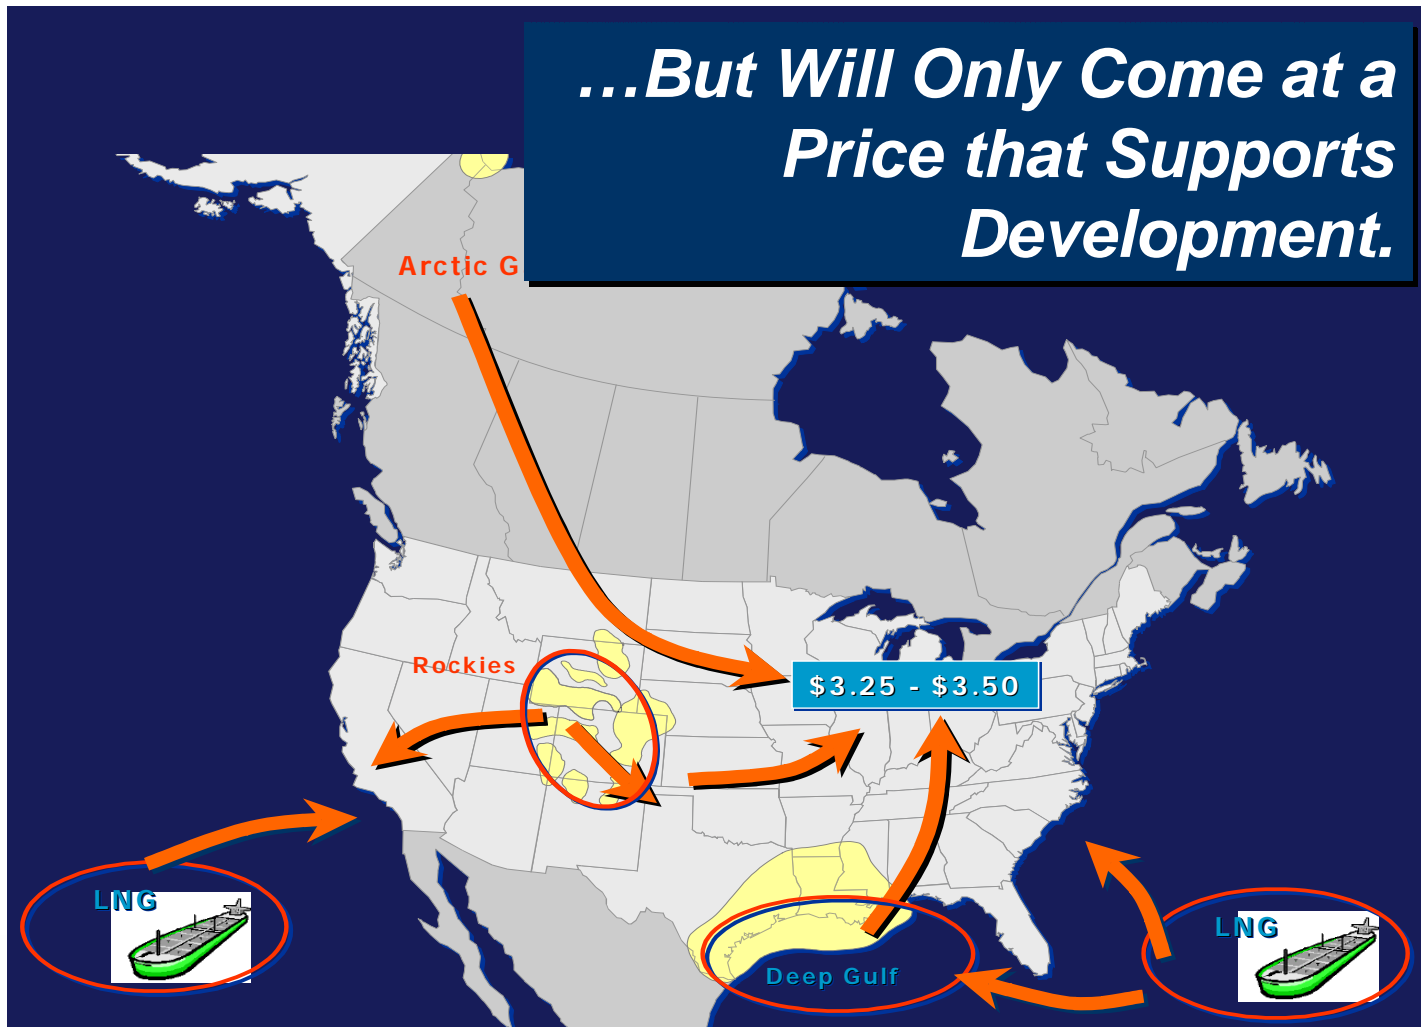 …But Will Only Come at a
Price that Supports
Development.
Arctic G
Rockies
$3.25 - $3.50
LNG
LNG
Deep Gulf